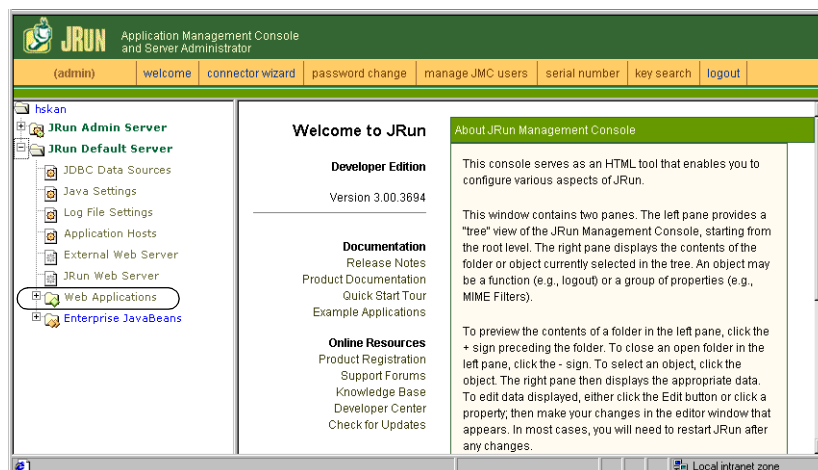 JRUN
Application Management Console
and Server Administrator
(admin) welcome connector wizard password change manage JMC users serial number key search logout
hskan
JRun Admin Server
JRun Default Server
JDBC Data Sources
Java Settings
Log File Settings
Application Hosts
External Web Server
JRun Web Server
Web Applications
Enterprise JavaBeans
Welcome to JRun
Developer Edition
Version 3.00.3694
Documentation
Release Notes
Product Documentation
Quick Start Tour
Example Applications
Online Resources
Product Registration
Support Forums
Knowledge Base
Developer Center
Check for Updates
About JRun Management Console
This console serves as an HTML tool that enables you to
configure various aspects of JRun.
This window contains two panes. The left pane provides a
"tree" view of the JRun Management Console, starting from
the root level. The right pane displays the contents of the
folder or object currently selected in the tree. An object may
be a function (e.g., logout) or a group of properties (e.g.,
MIME Filters).
To preview the contents of a folder in the left pane, click the
+ sign preceding the folder. To close an open folder in the
left pane, click the - sign. To select an object, click the
object. The right pane then displays the appropriate data.
To edit data displayed, either click the Edit button or click a
property; then make your changes in the editor window that
appears. In most cases, you will need to restart JRun after
any changes.
Local intranet zone